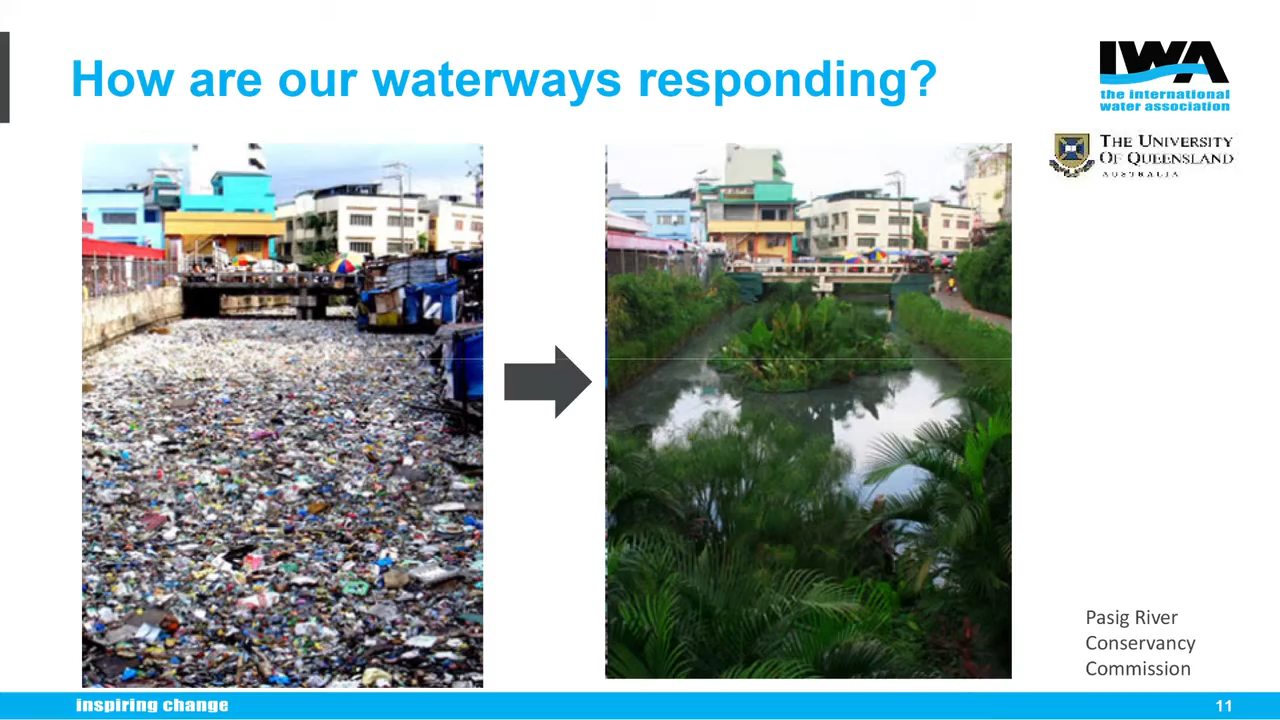 How are our waterways responding?
IWA
the international
water association
THE UNIVERSITY
OF QUEENSLAND
AUSTRALIA
Pasig River
Conservancy
Commission
inspiring change
11